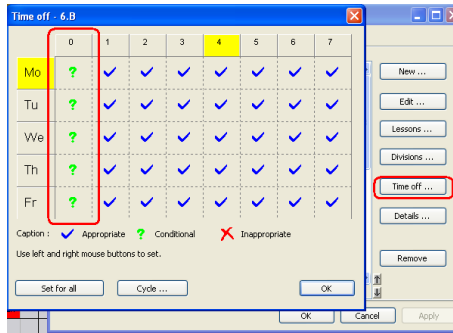 Time off - 6.B
0 1 2 3 4 5 6 7
Mo
Tu
We
Th
Fr
Caption : Appropriate ? Conditional Inappropriate
Use left and right mouse buttons to set.
Set for all Cycle ... OK
New ...
Edit ...
Lessons ...
Divisions ...
Time off ...
Details ...
Remove
OK Cancel Apply